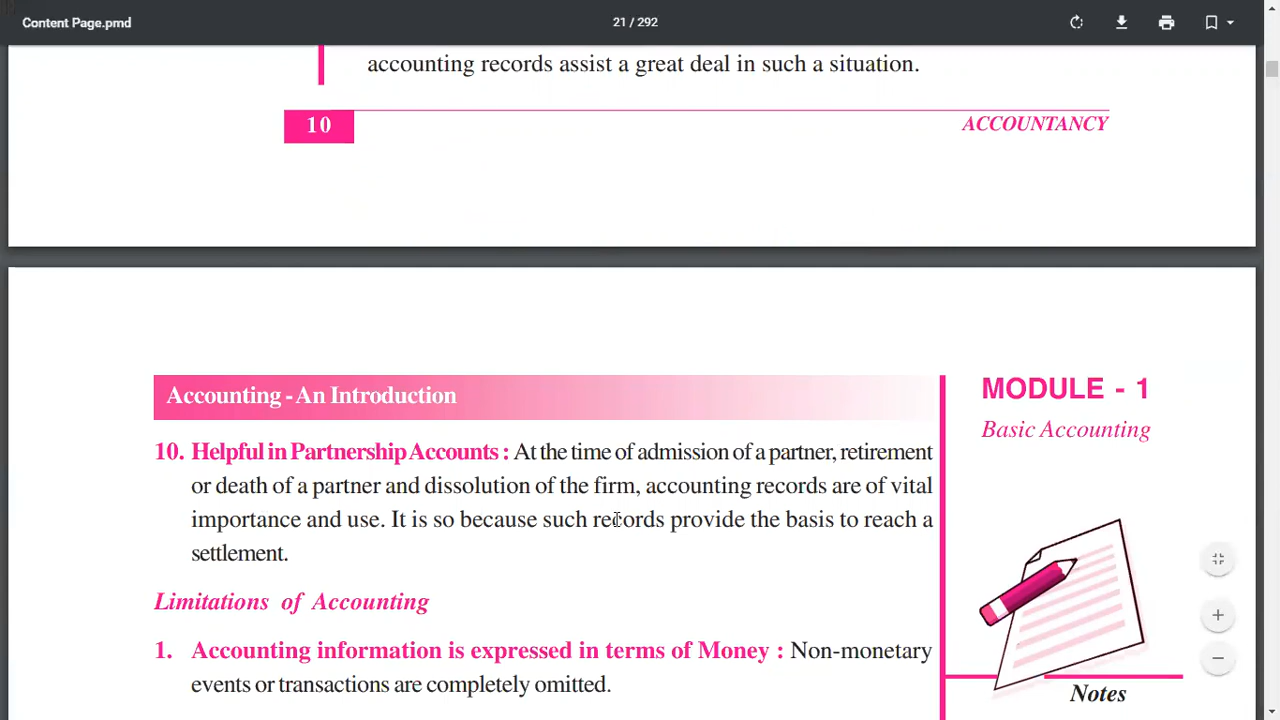 Content Page.pmd
21 / 292
accounting records assist a great deal in such a situation.
10
ACCOUNTANCY
Accounting - An Introduction
MODULE - 1
Basic Accounting
10. Helpful in Partnership Accounts : At the time of admission of a partner, retirement
or death of a partner and dissolution of the firm, accounting records are of vital
importance and use. It is so because such records provide the basis to reach a
settlement.
Limitations of Accounting
1. Accounting information is expressed in terms of Money : Non-monetary
events or transactions are completely omitted.
Notes